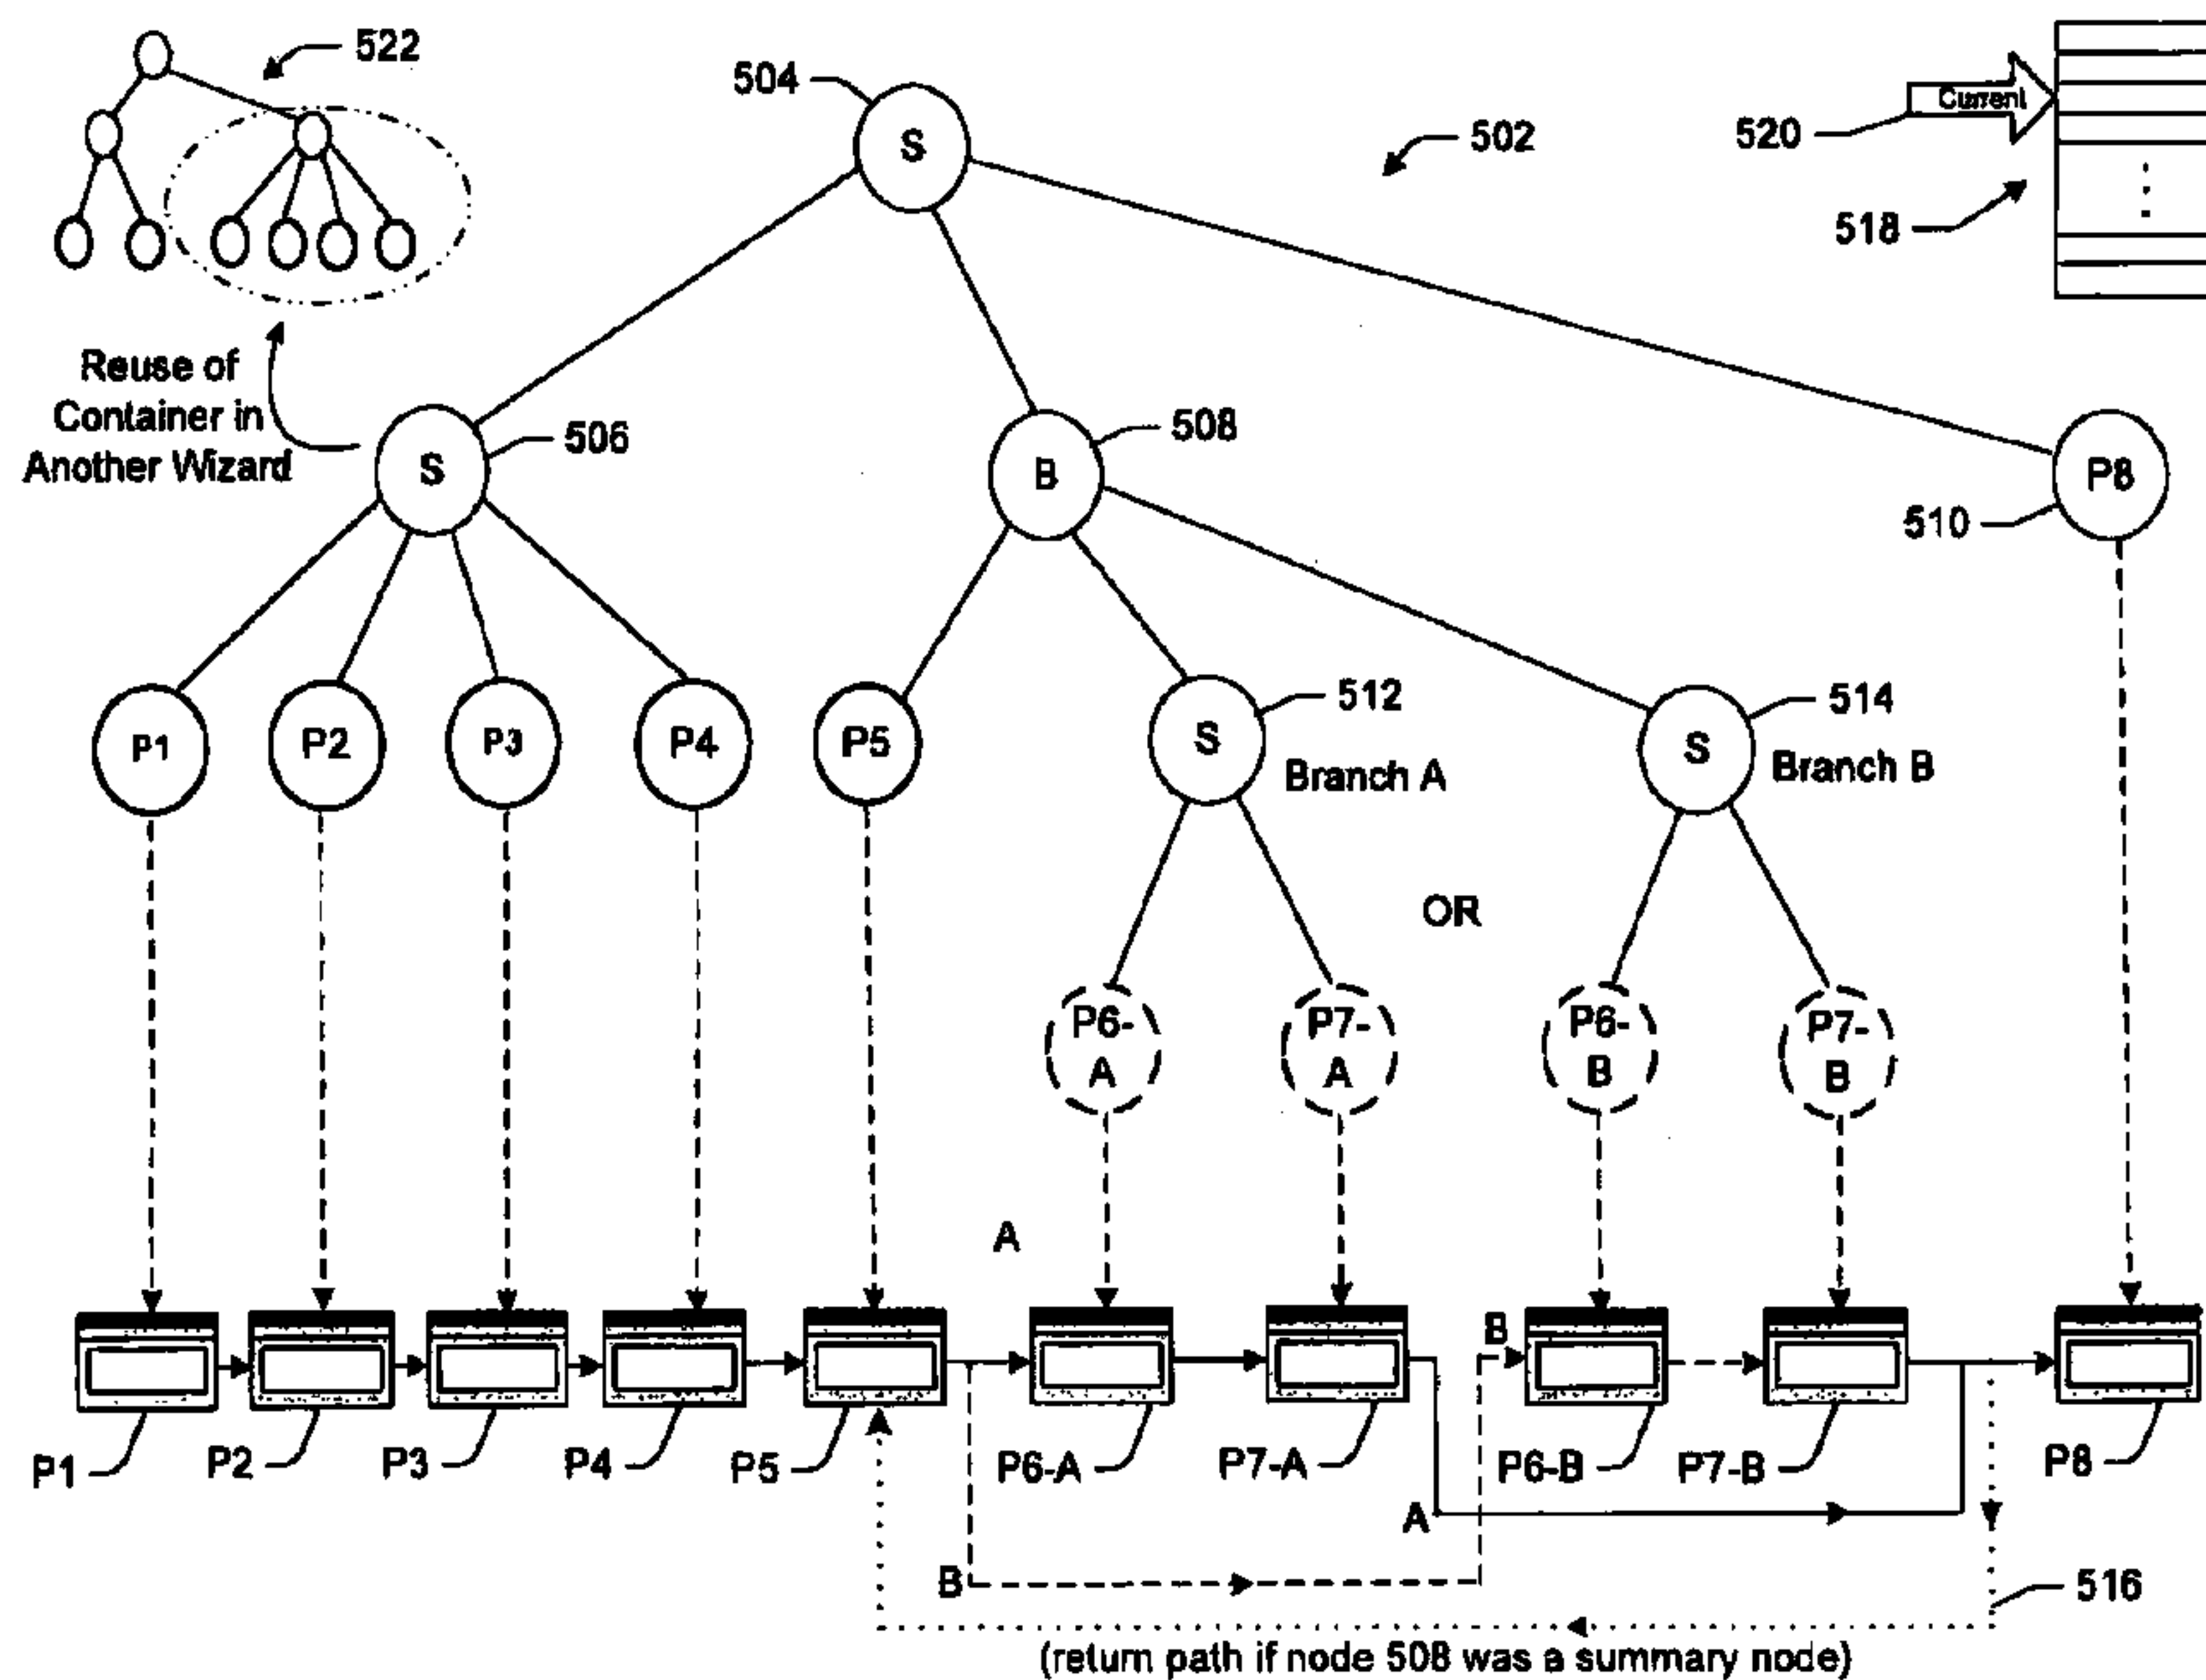 522
504
502
Current
520
518
S
Reuse of
Container in
Another Wizard
506
508
S
B
P8
510
512
514
P1
P2
P3
P4
P5
S
S
Branch A
Branch B
OR
P6-
A
P7-
A
P6-
B
P7-
B
A
B
P1
P2
P3
P4
P5
P6-A
P7-A
P6-B
P7-B
P8
A
B
516
(return path if node 508 was a summary node)